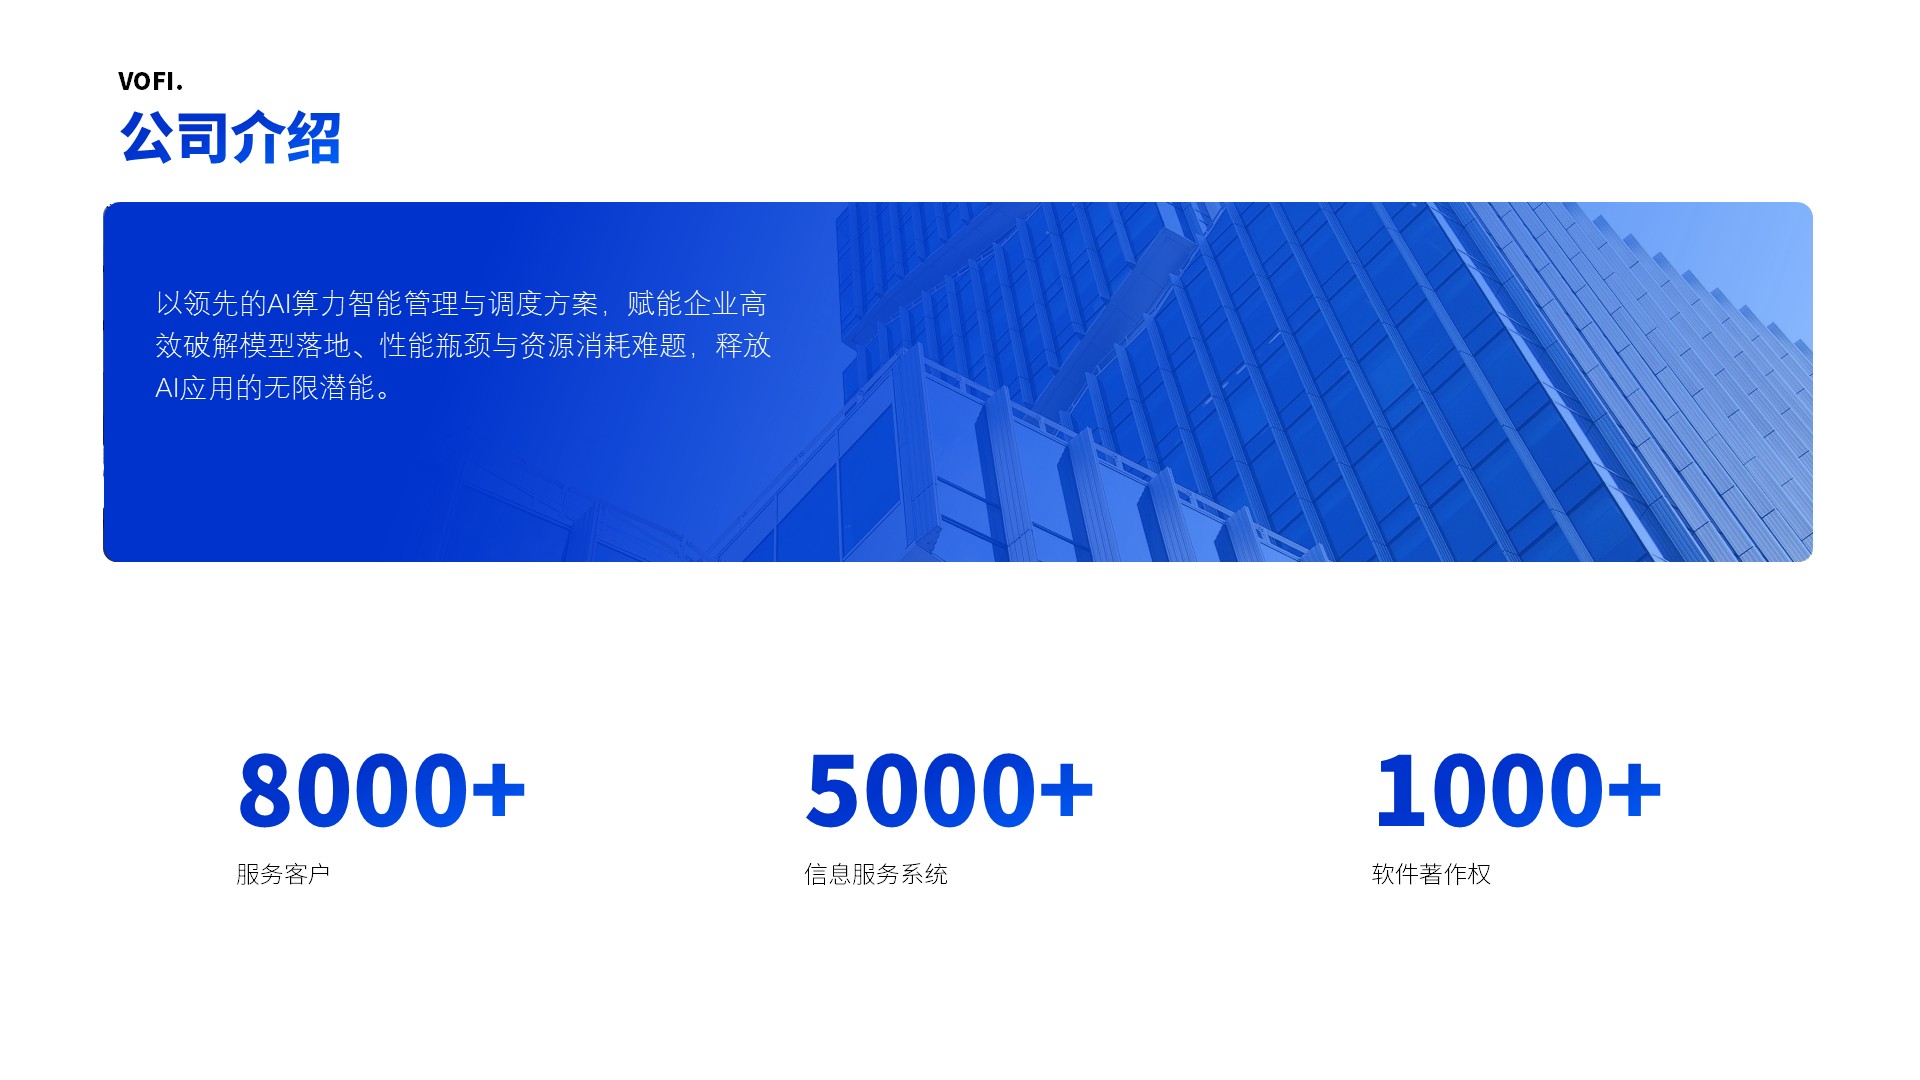 VOFI.
公司介绍
以领先的AI算力智能管理与调度方案，赋能企业高
效破解模型落地、性能瓶颈与资源消耗难题，释放
AI应用的无限潜能。
8000+
服务客户
5000+
信息服务系统
1000+
软件著作权